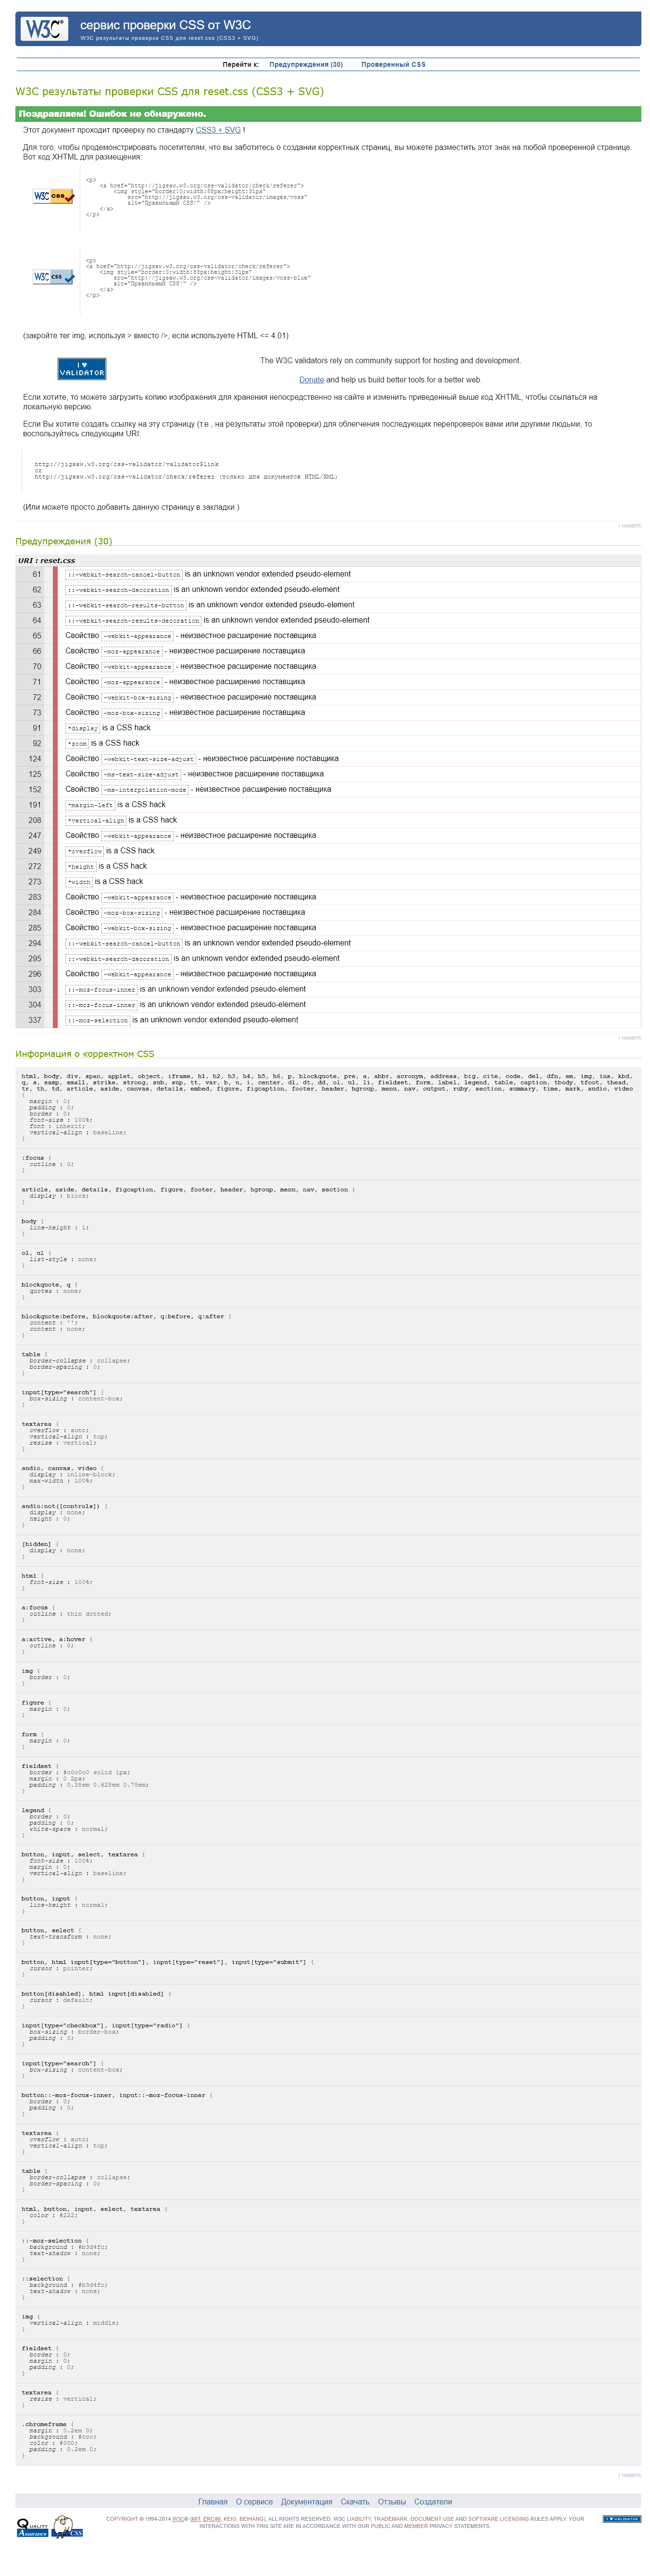 W3C® сервис проверки CSS от W3C
W3C результаты проверки CSS для reset.css (CSS3 + SVG)
Перейти к: Предупреждения (30) Проверенный CSS
W3C результаты проверки CSS для reset.css (CSS3 + SVG)
Поздравляем! Ошибок не обнаружено.
Этот документ проходит проверку по стандарту CSS3 + SVG !
Для того, чтобы продемонстрировать посетителям, что вы заботитесь о создании корректных страниц, вы можете разместить этот знак на любой проверенной странице.
Вот код XHTML для размещения:
W3C css
<p>
<a href="http://jigsaw.w3.org/css-validator/check/referer">
<img style="border:0;width:88px;height:31px"
src="http://jigsaw.w3.org/css-validator/images/vcss"
alt="Правильный CSS!" />
</a>
</p>
W3C css
<p>
<a href="http://jigsaw.w3.org/css-validator/check/referer">
<img style="border:0;width:88px;height:31px"
src="http://jigsaw.w3.org/css-validator/images/vcss-blue"
alt="Правильный CSS!" />
</a>
</p>
(закройте тег img, используя > вместо />, если используете HTML <= 4.01)
I ♥
VALIDATOR
The W3C validators rely on community support for hosting and development.
Donate and help us build better tools for a better web.
Если хотите, то можете загрузить копию изображения для хранения непосредственно на сайте и изменить приведенный выше код XHTML, чтобы ссылаться на
локальную версию.
Если Вы хотите создать ссылку на эту страницу (т.е., на результаты этой проверки) для облегчения последующих перепроверок вами или другими людьми, то
воспользуйтесь следующим URI:
http://jigsaw.w3.org/css-validator/validator$link
or
http://jigsaw.w3.org/css-validator/check/referer (только для документов HTML/XML)
(Или можете просто добавить данную страницу в закладки.)
↑ НАВЕРХ
Предупреждения (30)
URI : reset.css
61 ::-webkit-search-cancel-button is an unknown vendor extended pseudo-element
62 ::-webkit-search-decoration is an unknown vendor extended pseudo-element
63 ::-webkit-search-results-button is an unknown vendor extended pseudo-element
64 ::-webkit-search-results-decoration is an unknown vendor extended pseudo-element
65 Свойство -webkit-appearance - неизвестное расширение поставщика
66 Свойство -moz-appearance - неизвестное расширение поставщика
70 Свойство -webkit-appearance - неизвестное расширение поставщика
71 Свойство -moz-appearance - неизвестное расширение поставщика
72 Свойство -webkit-box-sizing - неизвестное расширение поставщика
73 Свойство -moz-box-sizing - неизвестное расширение поставщика
91 *display is a CSS hack
92 *zoom is a CSS hack
124 Свойство -webkit-text-size-adjust - неизвестное расширение поставщика
125 Свойство -ms-text-size-adjust - неизвестное расширение поставщика
152 Свойство -ms-interpolation-mode - неизвестное расширение поставщика
191 *margin-left is a CSS hack
208 *vertical-align is a CSS hack
247 Свойство -webkit-appearance - неизвестное расширение поставщика
249 *overflow is a CSS hack
272 *height is a CSS hack
273 *width is a CSS hack
283 Свойство -webkit-appearance - неизвестное расширение поставщика
284 Свойство -moz-box-sizing - неизвестное расширение поставщика
285 Свойство -webkit-box-sizing - неизвестное расширение поставщика
294 ::-webkit-search-cancel-button is an unknown vendor extended pseudo-element
295 ::-webkit-search-decoration is an unknown vendor extended pseudo-element
296 Свойство -webkit-appearance - неизвестное расширение поставщика
303 ::-moz-focus-inner is an unknown vendor extended pseudo-element
304 ::-moz-focus-inner is an unknown vendor extended pseudo-element
337 ::-moz-selection is an unknown vendor extended pseudo-element
↑ НАВЕРХ
Информация о корректном CSS
html, body, div, span, applet, object, iframe, h1, h2, h3, h4, h5, h6, p, blockquote, pre, a, abbr, acronym, address, big, cite, code, del, dfn, em, img, ins, kbd,
q, s, samp, small, strike, strong, sub, sup, tt, var, b, u, i, center, dl, dt, dd, ol, ul, li, fieldset, form, label, legend, table, caption, tbody, tfoot, thead,
tr, th, td, article, aside, canvas, details, embed, figure, figcaption, footer, header, hgroup, menu, nav, output, ruby, section, summary, time, mark, audio, video
{
margin : 0;
padding : 0;
border : 0;
font-size : 100%;
font : inherit;
vertical-align : baseline;
}
:focus {
outline : 0;
}
article, aside, details, figcaption, figure, footer, header, hgroup, menu, nav, section {
display : block;
}
body {
line-height : 1;
}
ol, ul {
list-style : none;
}
blockquote, q {
quotes : none;
}
blockquote:before, blockquote:after, q:before, q:after {
content : '';
content : none;
}
table {
border-collapse : collapse;
border-spacing : 0;
}
input[type="search"] {
box-sizing : content-box;
}
textarea {
overflow : auto;
vertical-align : top;
resize : vertical;
}
audio, canvas, video {
display : inline-block;
max-width : 100%;
}
audio:not([controls]) {
display : none;
height : 0;
}
[hidden] {
display : none;
}
html {
font-size : 100%;
}
a:focus {
outline : thin dotted;
}
a:active, a:hover {
outline : 0;
}
img {
border : 0;
}
figure {
margin : 0;
}
form {
margin : 0;
}
fieldset {
border : #c0c0c0 solid 1px;
margin : 0 2px;
padding : 0.35em 0.625em 0.75em;
}
legend {
border : 0;
padding : 0;
white-space : normal;
}
button, input, select, textarea {
font-size : 100%;
margin : 0;
vertical-align : baseline;
}
button, input {
line-height : normal;
}
button, select {
text-transform : none;
}
button, html input[type="button"], input[type="reset"], input[type="submit"] {
cursor : pointer;
}
button[disabled], html input[disabled] {
cursor : default;
}
input[type="checkbox"], input[type="radio"] {
box-sizing : border-box;
padding : 0;
}
input[type="search"] {
box-sizing : content-box;
}
button::-moz-focus-inner, input::-moz-focus-inner {
border : 0;
padding : 0;
}
textarea {
overflow : auto;
vertical-align : top;
}
table {
border-collapse : collapse;
border-spacing : 0;
}
html, button, input, select, textarea {
color : #222;
}
::-moz-selection {
background : #b3d4fc;
text-shadow : none;
}
::selection {
background : #b3d4fc;
text-shadow : none;
}
img {
vertical-align : middle;
}
fieldset {
border : 0;
margin : 0;
padding : 0;
}
textarea {
resize : vertical;
}
.chromeframe {
margin : 0.2em 0;
background : #ccc;
color : #000;
padding : 0.2em 0;
}
↑ НАВЕРХ
Главная О сервисе Документация Скачать Отзывы Создатели
QUALITY
Assurance
CSS
COPYRIGHT © 1994-2014 W3C® (MIT, ERCIM, KEIO, BEIHANG), ALL RIGHTS RESERVED. W3C LIABILITY, TRADEMARK, DOCUMENT USE AND SOFTWARE LICENSING RULES APPLY. YOUR
INTERACTIONS WITH THIS SITE ARE IN ACCORDANCE WITH OUR PUBLIC AND MEMBER PRIVACY STATEMENTS.
I ♥ VALIDATOR